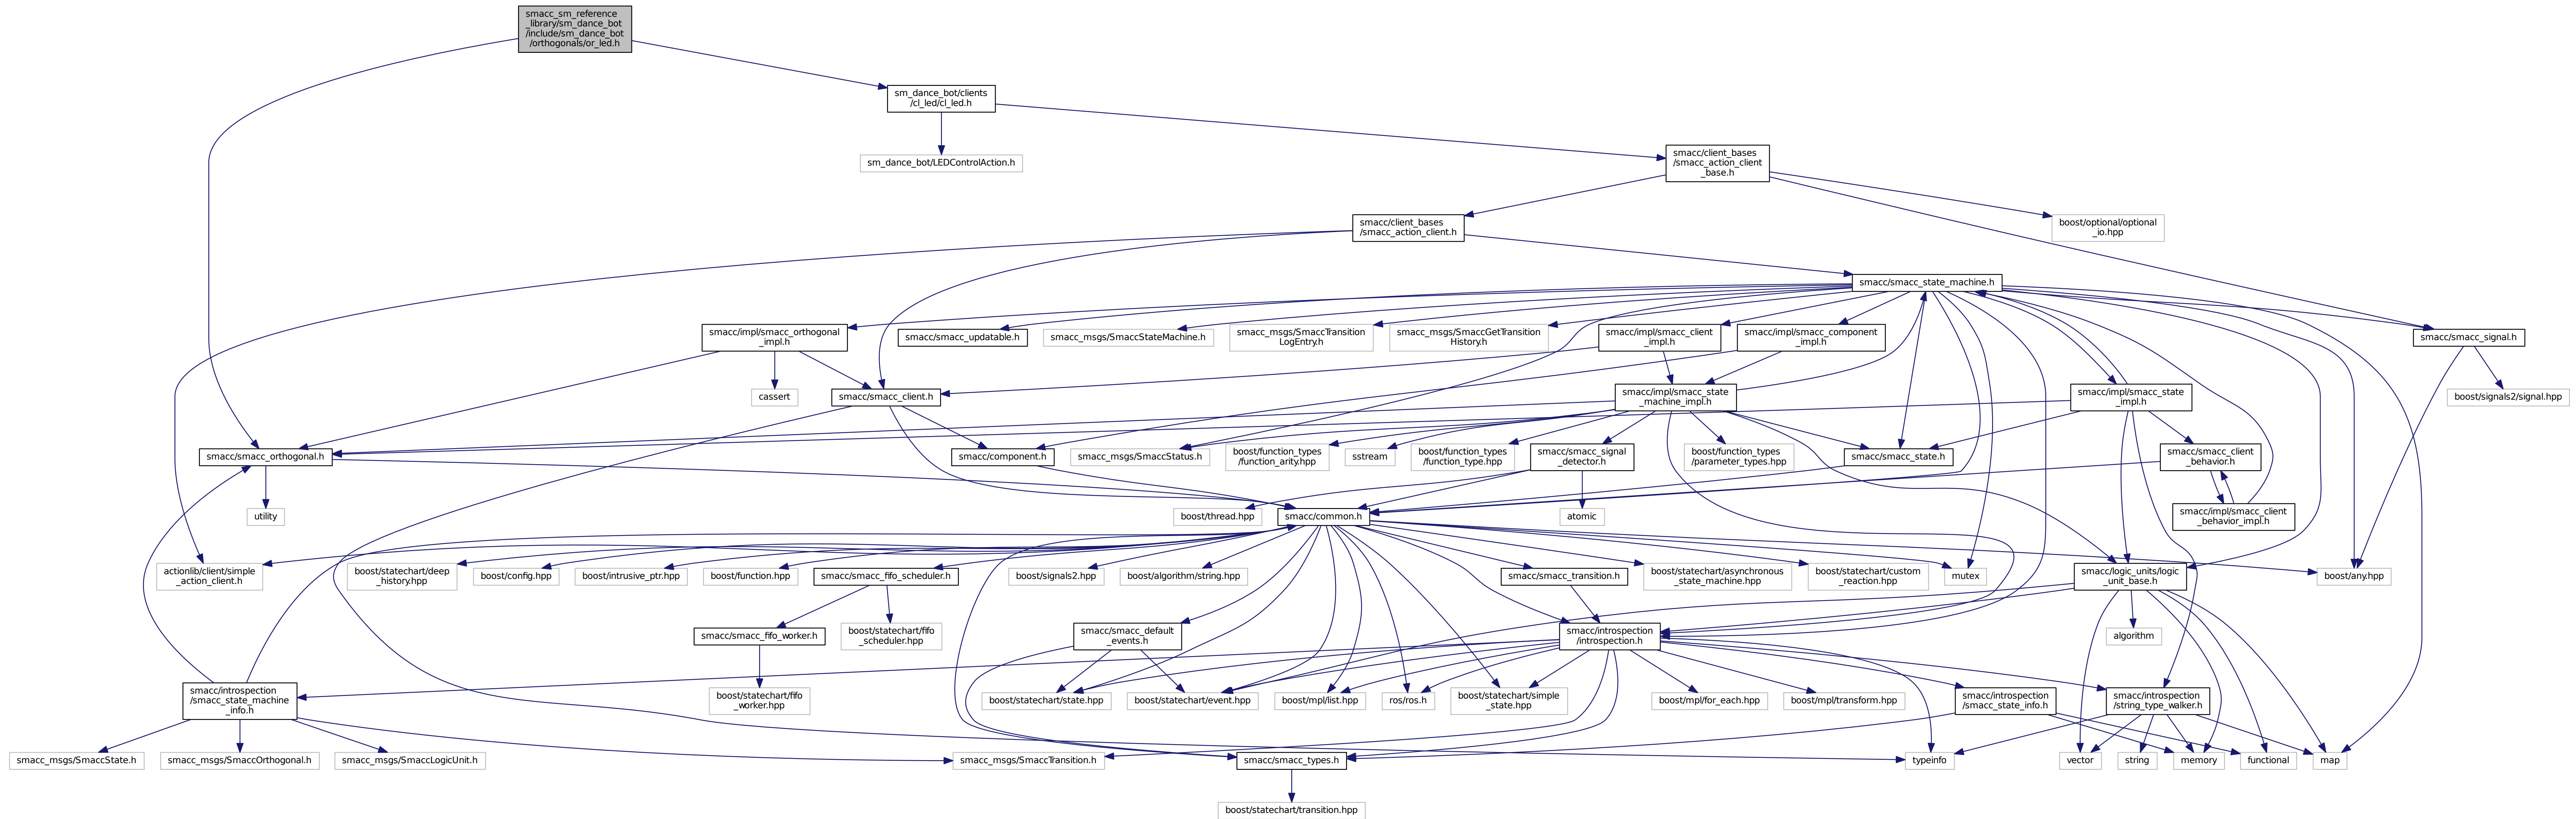 smacc_sm_reference
_library/sm_dance_bot
/include/sm_dance_bot
/orthogonals/or_led.h
sm_dance_bot/clients
/cl_led/cl_led.h
sm_dance_bot/LEDControlAction.h
smacc/client_bases
/smacc_action_client
_base.h
smacc/client_bases
/smacc_action_client.h
boost/optional/optional
_io.hpp
smacc/smacc_state_machine.h
smacc/impl/smacc_orthogonal
_impl.h
smacc/smacc_updatable.h
smacc_msgs/SmaccStateMachine.h
smacc_msgs/SmaccTransition
LogEntry.h
smacc_msgs/SmaccGetTransition
History.h
smacc/impl/smacc_client
_impl.h
smacc/impl/smacc_component
_impl.h
smacc/smacc_signal.h
cassert
smacc/smacc_client.h
smacc/impl/smacc_state
_machine_impl.h
smacc/impl/smacc_state
_impl.h
boost/signals2/signal.hpp
smacc/smacc_orthogonal.h
smacc/component.h
smacc_msgs/SmaccStatus.h
boost/function_types
/function_arity.hpp
sstream
boost/function_types
/function_type.hpp
smacc/smacc_signal
_detector.h
boost/function_types
/parameter_types.hpp
smacc/smacc_state.h
smacc/smacc_client
_behavior.h
utility
boost/thread.hpp
smacc/common.h
atomic
smacc/impl/smacc_client
_behavior_impl.h
actionlib/client/simple
_action_client.h
boost/statechart/deep
_history.hpp
boost/config.hpp
boost/intrusive_ptr.hpp
boost/function.hpp
smacc/smacc_fifo_scheduler.h
boost/signals2.hpp
boost/algorithm/string.hpp
smacc/smacc_transition.h
boost/statechart/asynchronous
_state_machine.hpp
boost/statechart/custom
_reaction.hpp
mutex
smacc/logic_units/logic
_unit_base.h
boost/any.hpp
smacc/smacc_fifo_worker.h
boost/statechart/fifo
_scheduler.hpp
smacc/smacc_default
_events.h
smacc/introspection
/introspection.h
algorithm
smacc/introspection
/smacc_state_machine
_info.h
boost/statechart/fifo
_worker.hpp
boost/statechart/state.hpp
boost/statechart/event.hpp
boost/mpl/list.hpp
ros/ros.h
boost/statechart/simple
_state.hpp
boost/mpl/for_each.hpp
boost/mpl/transform.hpp
smacc/introspection
/smacc_state_info.h
smacc/introspection
/string_type_walker.h
smacc_msgs/SmaccState.h
smacc_msgs/SmaccOrthogonal.h
smacc_msgs/SmaccLogicUnit.h
smacc_msgs/SmaccTransition.h
smacc/smacc_types.h
typeinfo
vector
string
memory
functional
map
boost/statechart/transition.hpp